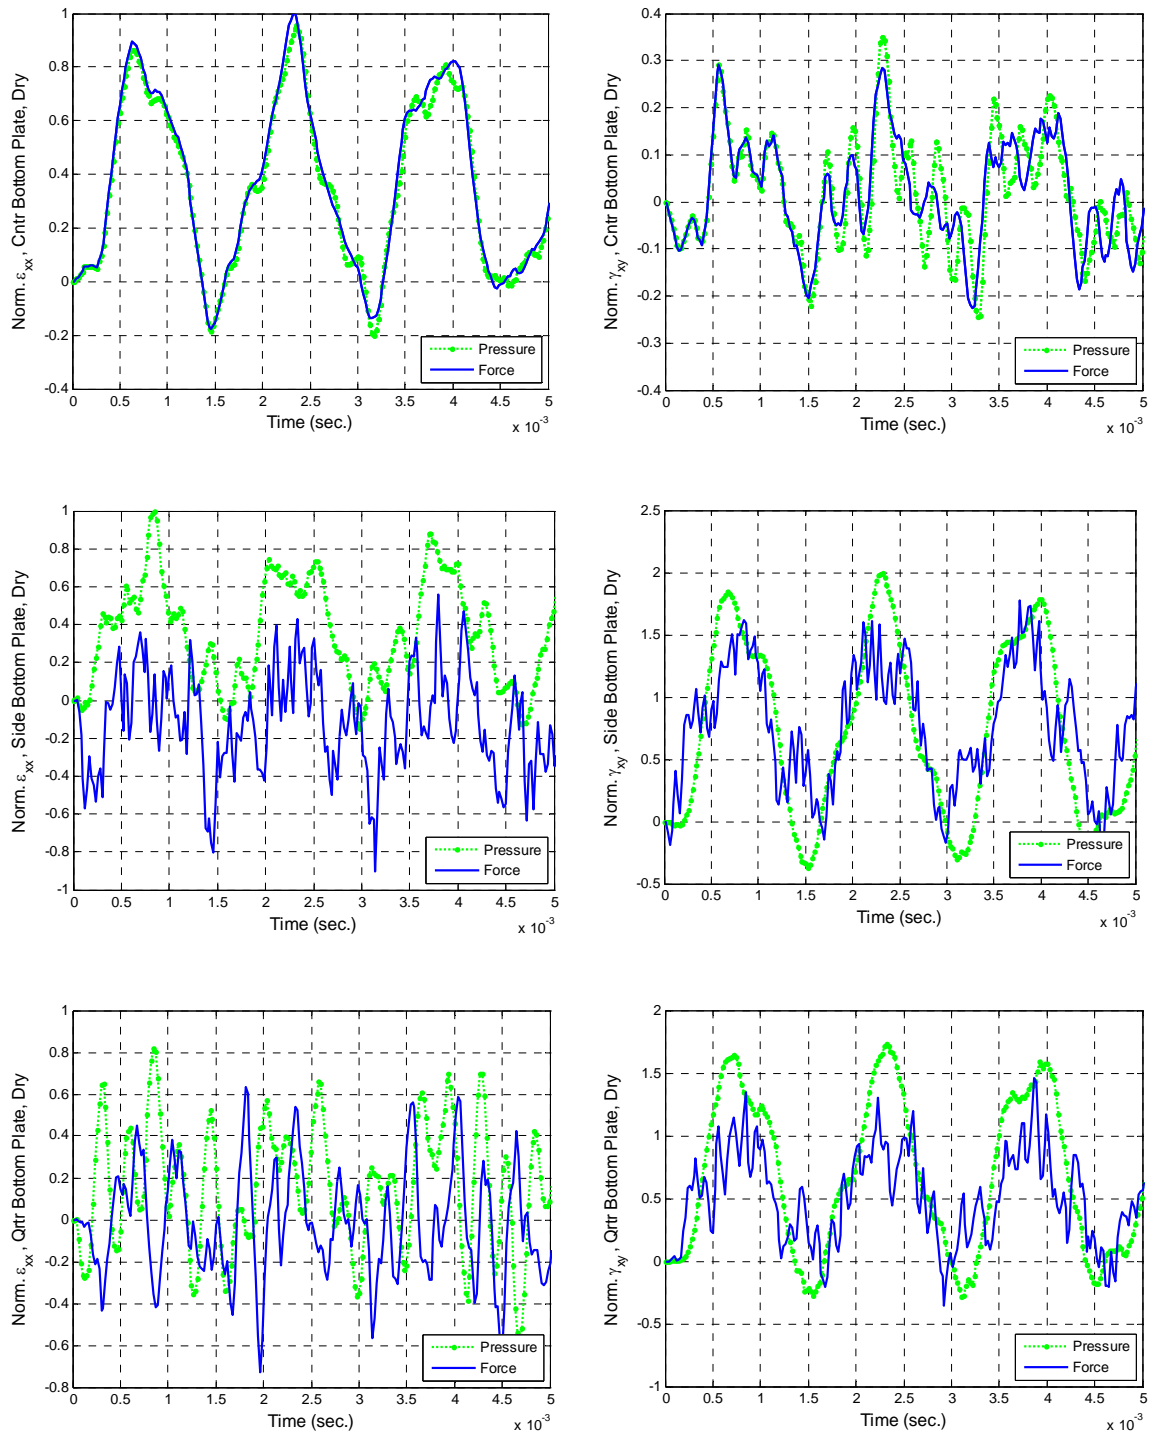 Norm. εxx, Cntr Bottom Plate, Dry
1
0.8
0.6
0.4
0.2
0
-0.2
-0.4
0 0.5 1 1.5 2 2.5 3 3.5 4 4.5 5
Time (sec.)
x 10-3
Pressure
Force
Norm. γxy, Cntr Bottom Plate, Dry
0.4
0.3
0.2
0.1
0
-0.1
-0.2
-0.3
-0.4
0 0.5 1 1.5 2 2.5 3 3.5 4 4.5 5
Time (sec.)
x 10-3
Pressure
Force
Norm. εxx, Side Bottom Plate, Dry
1
0.8
0.6
0.4
0.2
0
-0.2
-0.4
-0.6
-0.8
-1
0 0.5 1 1.5 2 2.5 3 3.5 4 4.5 5
Time (sec.)
x 10-3
Pressure
Force
Norm. γxy, Side Bottom Plate, Dry
2.5
2
1.5
1
0.5
0
-0.5
0 0.5 1 1.5 2 2.5 3 3.5 4 4.5 5
Time (sec.)
x 10-3
Pressure
Force
Norm. εxx, Qrtr Bottom Plate, Dry
1
0.8
0.6
0.4
0.2
0
-0.2
-0.4
-0.6
-0.8
0 0.5 1 1.5 2 2.5 3 3.5 4 4.5 5
Time (sec.)
x 10-3
Pressure
Force
Norm. γxy, Qrtr Bottom Plate, Dry
2
1.5
1
0.5
0
-0.5
-1
0 0.5 1 1.5 2 2.5 3 3.5 4 4.5 5
Time (sec.)
x 10-3
Pressure
Force